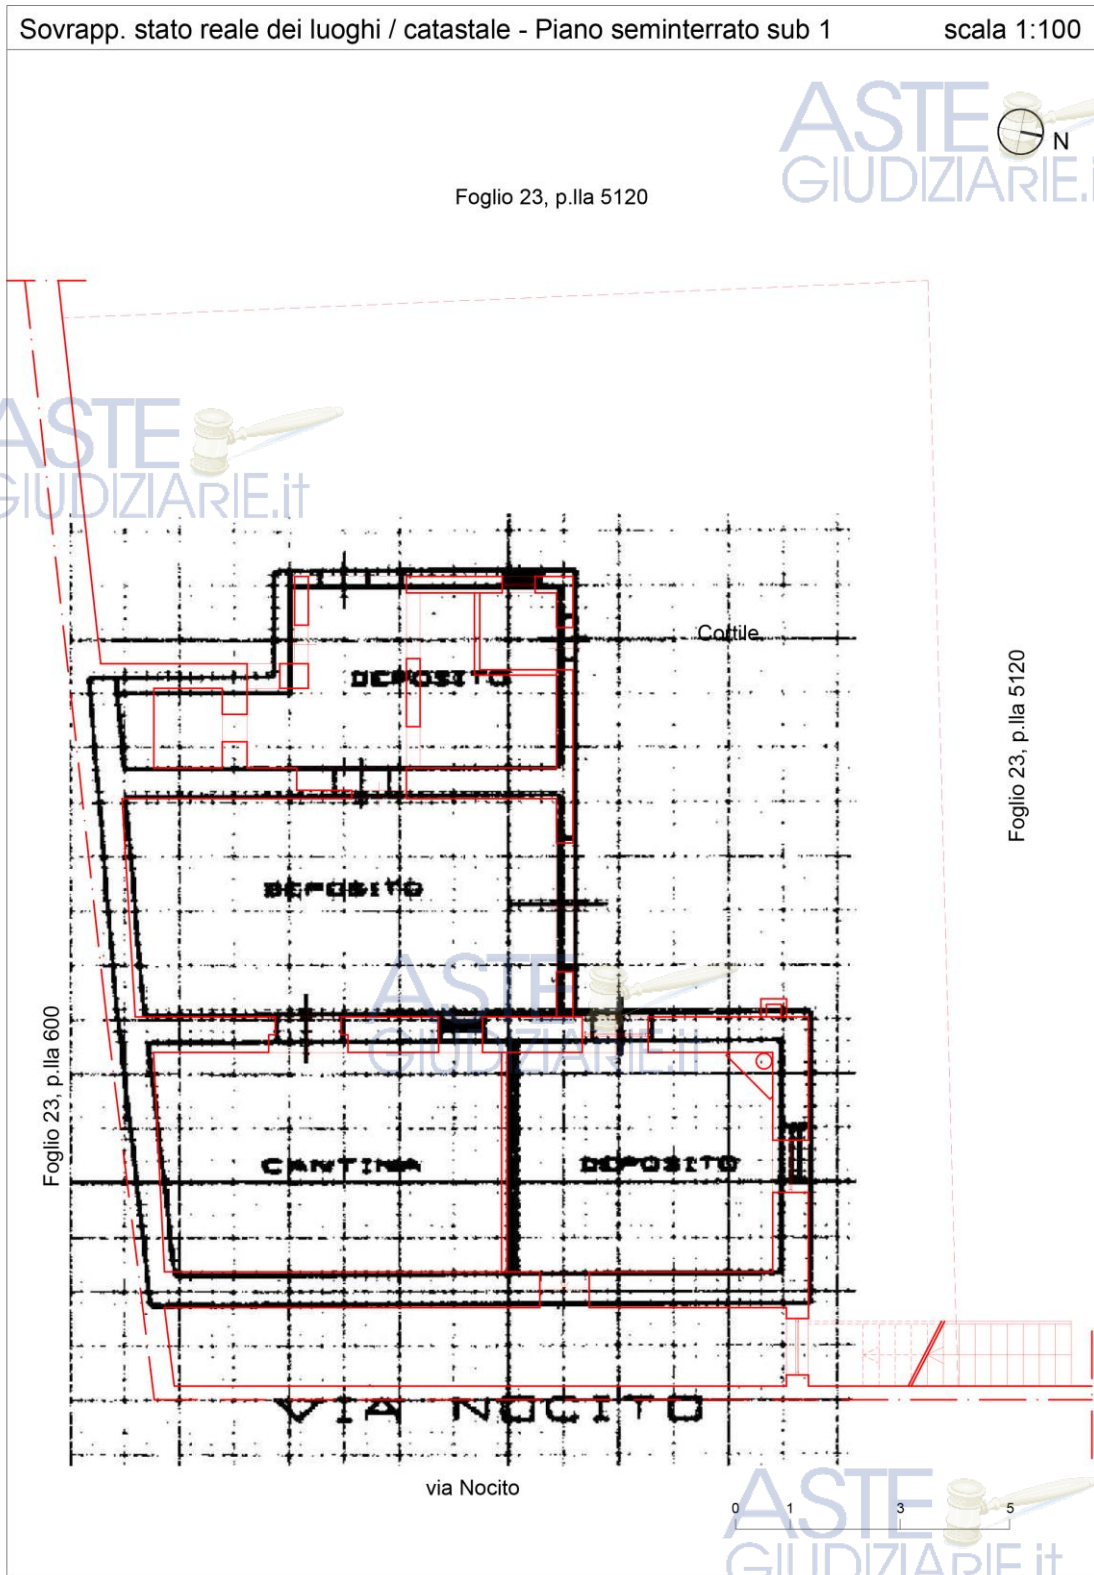 Sovrapp. stato reale dei luoghi / catastale - Piano seminterrato sub 1 scala 1:100
ASTE
GIUDIZIARIE.it
N
Foglio 23, p.lla 5120
ASTE
GIUDIZIARIE.it
Cortile
DEPOSITO
Foglio 23, p.lla 5120
DEPOSITO
ASTE
GIUDIZIARIE.it
Foglio 23, p.lla 600
CANTINA DEPOSITO
VIA NOCITO
via Nocito
ASTE
GIUDIZIARIE.it
0 1 3 5